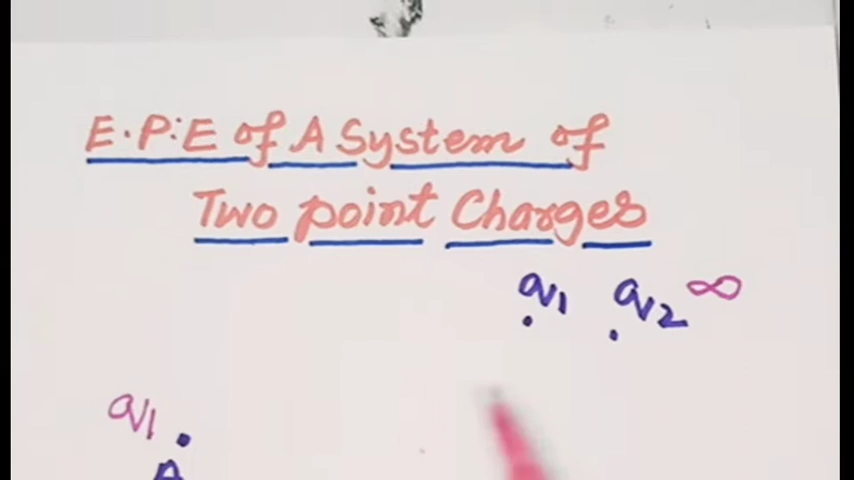 E.P.E of A System of
Two point Charges
q1 q2 ∞
q1
A